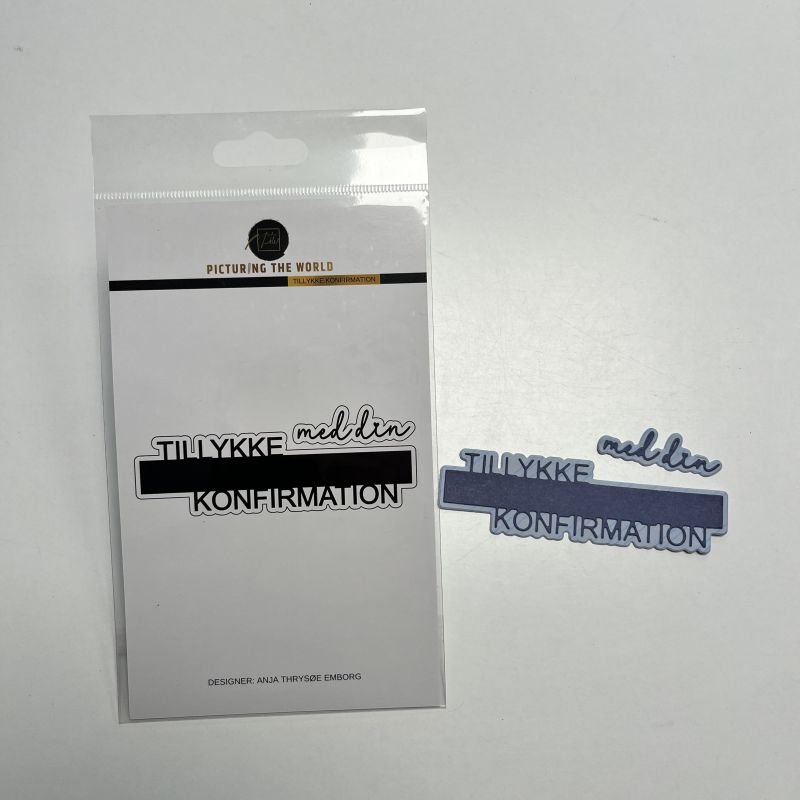 PICTURING THE WORLD
TILLYKKE KONFIRMATION
TILLYKKE med din
KONFIRMATION
DESIGNER: ANJA THRYSØE EMBORG
med din
TILLYKKE
KONFIRMATION